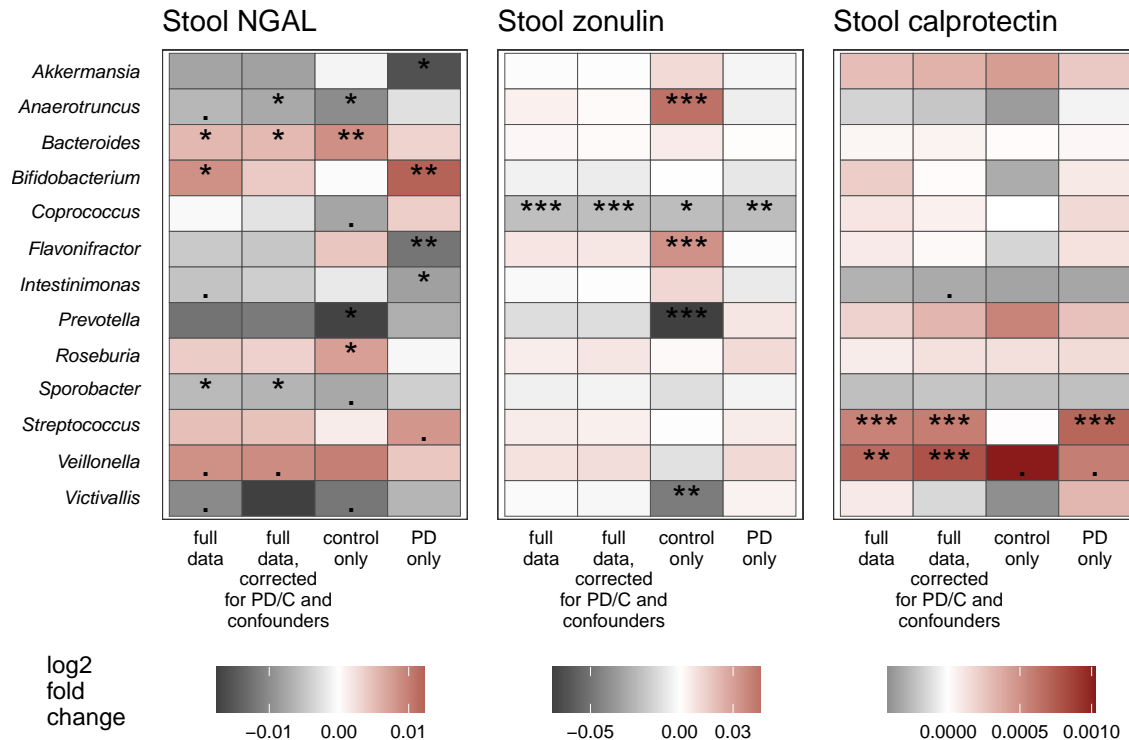 Stool NGAL Stool zonulin Stool calprotectin
Akkermansia *
Anaerotruncus . * * ***
Bacteroides * * **
Bifidobacterium * **
Coprococcus . *** *** * **
Flavonifractor ** ***
Intestinimonas . * .
Prevotella * ***
Roseburia *
Sporobacter * * .
Streptococcus . *** *** ***
Veillonella . . ** *** . .
Victivallis . . **
full full control PD full full control PD full full control PD
data data, only only data data, only only data data, only only
corrected corrected corrected
for PD/C and for PD/C and for PD/C and
confounders confounders confounders
log2
fold
change
−0.01 0.00 0.01 −0.05 0.00 0.03 0.0000 0.0005 0.0010